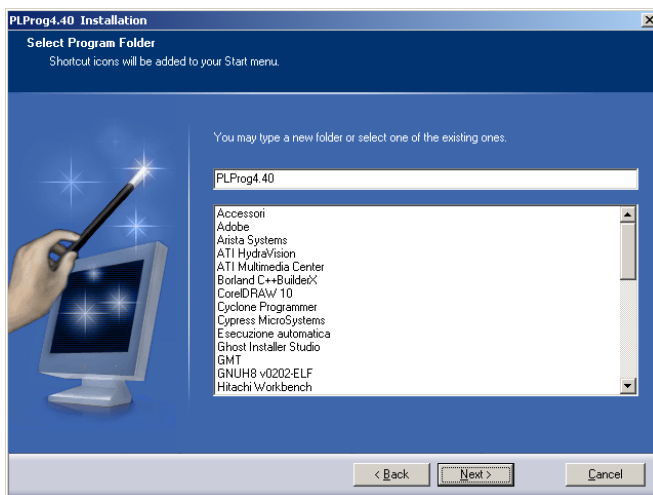 PLProg4.40 Installation
Select Program Folder
Shortcut icons will be added to your Start menu.
You may type a new folder or select one of the existing ones.
PLProg4.40
Accessori
Adobe
Arista Systems
ATI HydraVision
ATI Multimedia Center
Borland C++BuilderX
CorelDRAW 10
Cyclone Programmer
Cypress MicroSystems
Esecuzione automatica
Ghost Installer Studio
GMT
GNUH8 v0202-ELF
Hitachi Workbench
< Back
Next >
Cancel